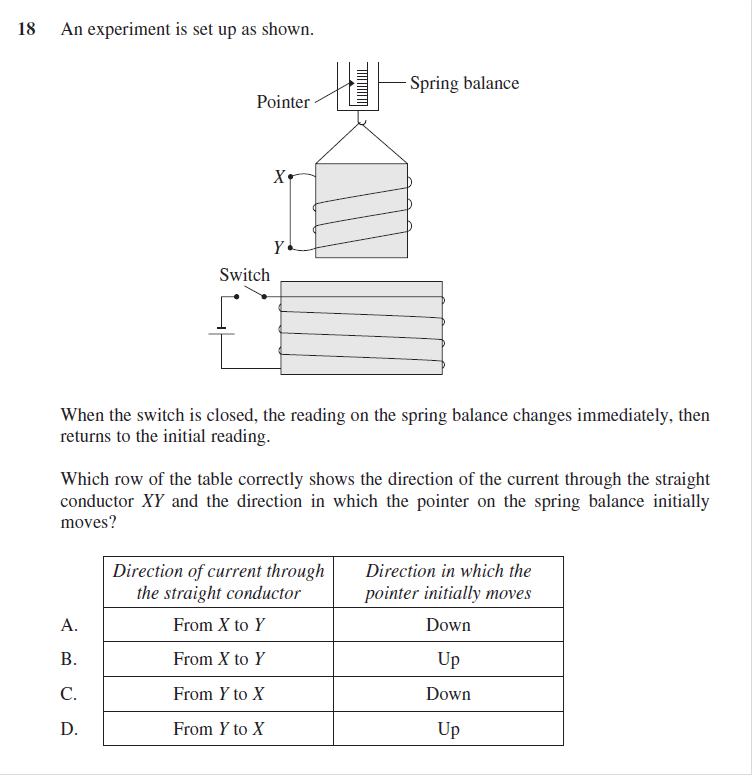 18 An experiment is set up as shown.
Spring balance
Pointer
X
Y
Switch
When the switch is closed, the reading on the spring balance changes immediately, then
returns to the initial reading.
Which row of the table correctly shows the direction of the current through the straight
conductor XY and the direction in which the pointer on the spring balance initially
moves?
Direction of current through
the straight conductor
Direction in which the
pointer initially moves
A. From X to Y Down
B. From X to Y Up
C. From Y to X Down
D. From Y to X Up